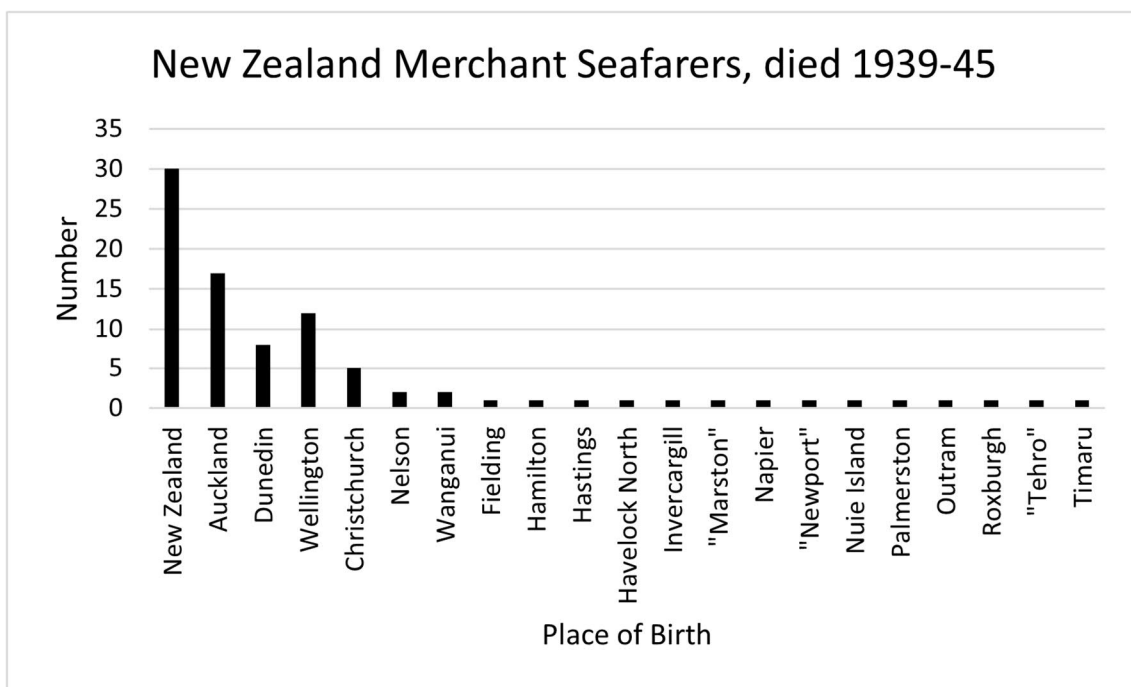 New Zealand Merchant Seafarers, died 1939-45
35
30
25
20
15
10
5
0
Number
New Zealand
Auckland
Dunedin
Wellington
Christchurch
Nelson
Wanganui
Fielding
Hamilton
Hastings
Havelock North
Invercargill
"Marston"
Napier
"Newport"
Nuie Island
Palmerston
Outram
Roxburgh
"Tehro"
Timaru
Place of Birth